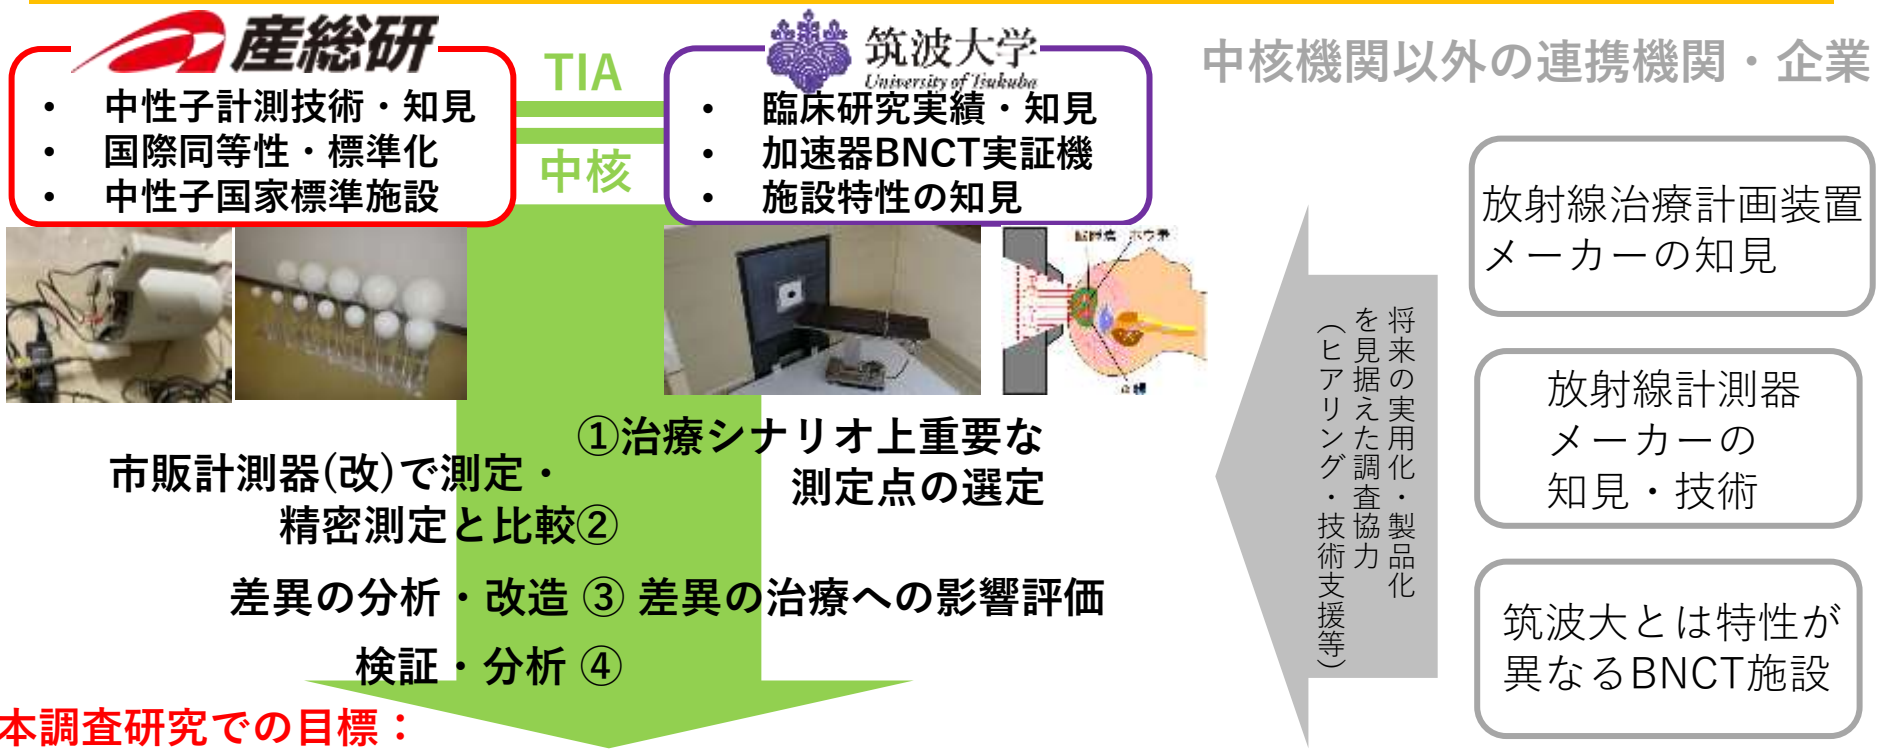 産総研
・ 中性子計測技術・知見
・ 国際同等性・標準化
・ 中性子国家標準施設
TIA
中核
筑波大学
University of Tsukuba
・ 臨床研究実績・知見
・ 加速器BNCT実証機
・ 施設特性の知見
中核機関以外の連携機関・企業
放射線治療計画装置
メーカーの知見
放射線計測器
メーカーの
知見・技術
筑波大とは特性が
異なるBNCT施設
将来の実用化・製品化
を見据えた調査協力
（ヒアリング・技術支援等）
ホウ素
①治療シナリオ上重要な
測定点の選定
市販計測器(改)で測定・
精密測定と比較②
差異の分析・改造 ③ 差異の治療への影響評価
検証・分析 ④
本調査研究での目標：